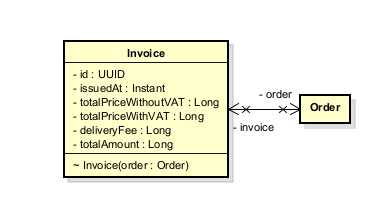 Invoice
- id : UUID
- issuedAt : Instant
- totalPriceWithoutVAT : Long
- totalPriceWithVAT : Long
- deliveryFee : Long
- totalAmount : Long
~ Invoice(order : Order)
- order
- invoice
Order